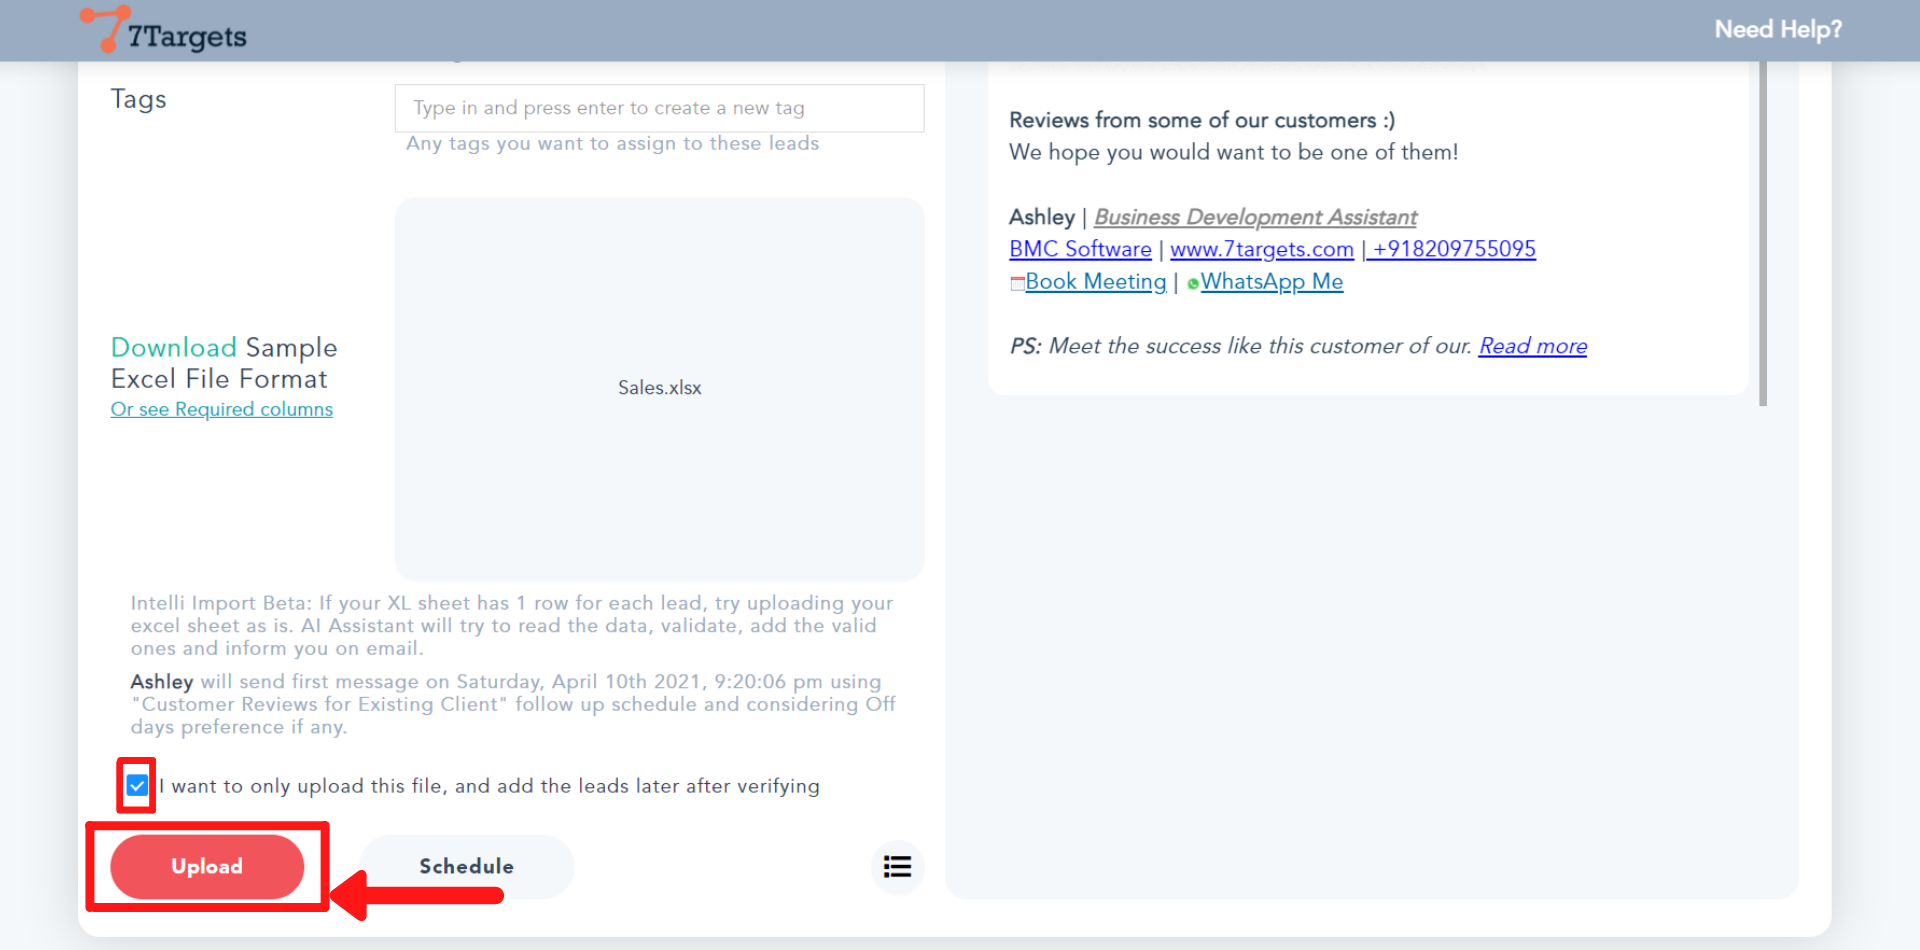 7Targets
Need Help?
Tags
Type in and press enter to create a new tag
Any tags you want to assign to these leads
Download Sample
Excel File Format
Or see Required columns
Sales.xlsx
Intelli Import Beta: If your XL sheet has 1 row for each lead, try uploading your
excel sheet as is. AI Assistant will try to read the data, validate, add the valid
ones and inform you on email.
Ashley will send first message on Saturday, April 10th 2021, 9:20:06 pm using
"Customer Reviews for Existing Client" follow up schedule and considering Off
days preference if any.
I want to only upload this file, and add the leads later after verifying
Upload
Schedule
Reviews from some of our customers :)
We hope you would want to be one of them!
Ashley | Business Development Assistant
BMC Software | www.7targets.com | +918209755095
Book Meeting | WhatsApp Me
PS: Meet the success like this customer of our. Read more